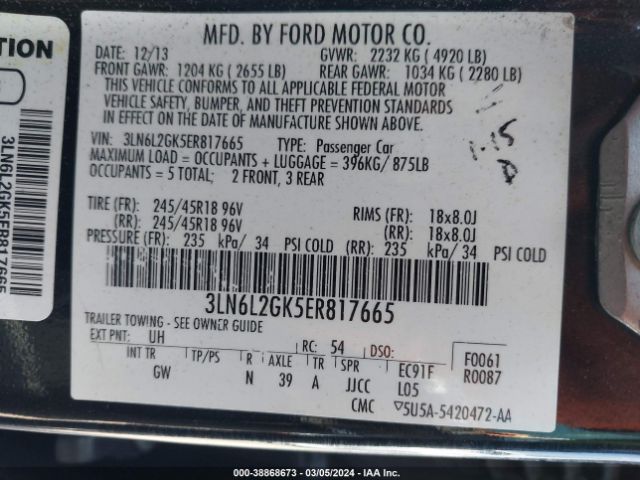 MFD. BY FORD MOTOR CO.
DATE: 12/13 GVWR: 2232 KG ( 4920 LB)
FRONT GAWR: 1204 KG ( 2655 LB) REAR GAWR: 1034 KG ( 2280 LB)
THIS VEHICLE CONFORMS TO ALL APPLICABLE FEDERAL MOTOR
VEHICLE SAFETY, BUMPER, AND THEFT PREVENTION STANDARDS
IN EFFECT ON THE DATE OF MANUFACTURE SHOWN ABOVE.
VIN: 3LN6L2GK5ER817665 TYPE: Passenger Car
MAXIMUM LOAD = OCCUPANTS + LUGGAGE = 396KG/ 875LB
OCCUPANTS = 5 TOTAL; 2 FRONT, 3 REAR
TIRE (FR): 245/45R18 96V RIMS (FR): 18x8.0J
(RR): 245/45R18 96V (RR): 18x8.0J
PRESSURE (FR): 235 kPa/ 34 PSI COLD (RR): 235 kPa/ 34 PSI COLD
3LN6L2GK5ER817665
TRAILER TOWING - SEE OWNER GUIDE
EXT PNT: UH RC: 54 DSO:
INT TR TP/PS R AXLE TR SPR EC91F F0061
GW N 39 A JJCC L05 R0087
CMC 5U5A-5420472-AA
TION
3LN6L2GK5ER817665
000-38868673 - 03/05/2024 - IAA Inc.